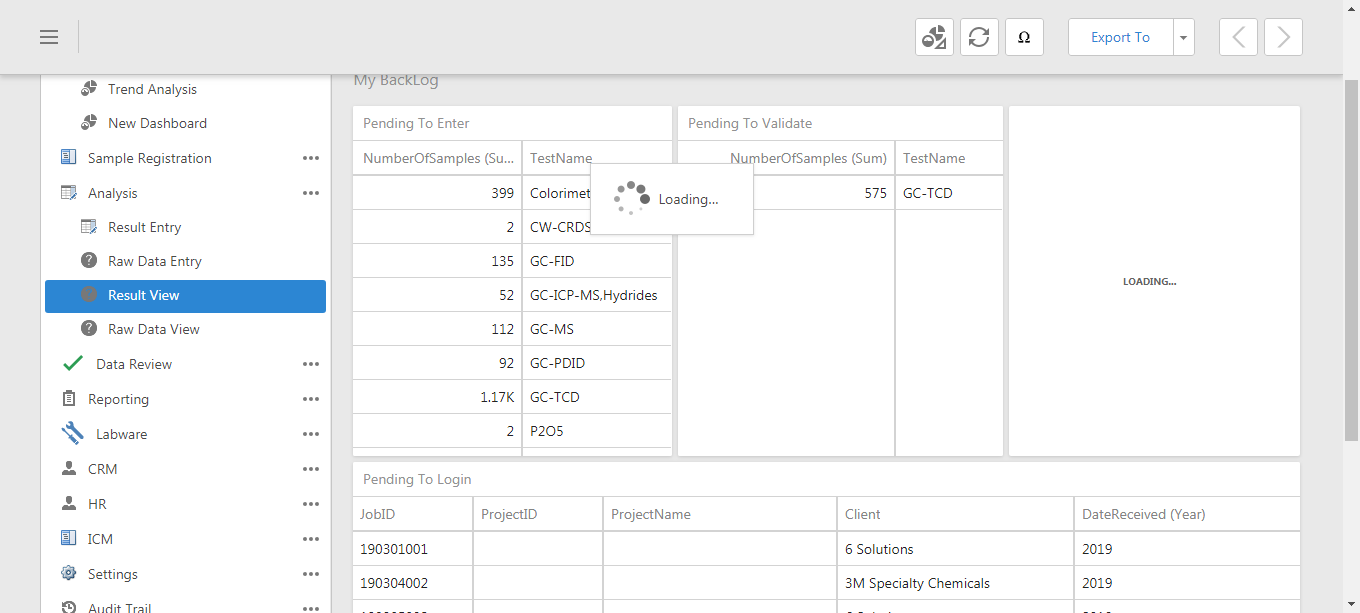 Ω
Export To
Trend Analysis
New Dashboard
Sample Registration
Analysis
Result Entry
Raw Data Entry
Result View
Raw Data View
Data Review
Reporting
Labware
CRM
HR
ICM
Settings
Audit Trail
My BackLog
Pending To Enter
NumberOfSamples (Su... TestName
399 Colorimet
2 CW-CRDS
135 GC-FID
52 GC-ICP-MS,Hydrides
112 GC-MS
92 GC-PDID
1.17K GC-TCD
2 P2O5
Pending To Validate
NumberOfSamples (Sum) TestName
575 GC-TCD
Loading...
LOADING...
Pending To Login
JobID ProjectID ProjectName Client DateReceived (Year)
190301001 6 Solutions 2019
190304002 3M Specialty Chemicals 2019